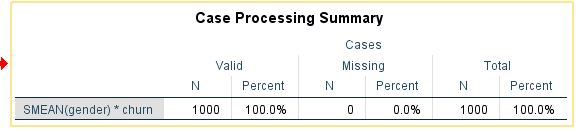 Case Processing Summary
Cases
Valid Missing Total
N Percent N Percent N Percent
SMEAN(gender) * churn 1000 100.0% 0 0.0% 1000 100.0%